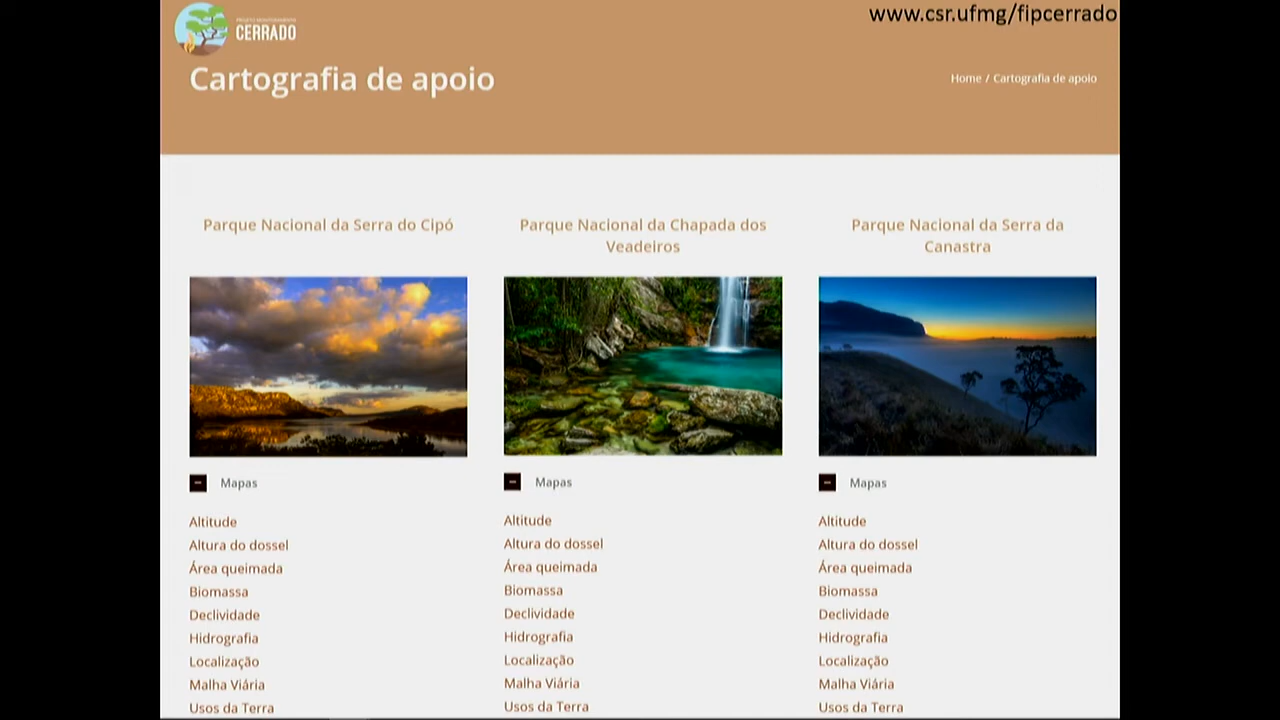 www.csr.ufmg/fipcerrado
PROJETO MONITORAMENTO
CERRADO
Cartografia de apoio
Home / Cartografia de apoio
Parque Nacional da Serra do Cipó
Parque Nacional da Chapada dos
Veadeiros
Parque Nacional da Serra da
Canastra
Mapas
Altitude
Altura do dossel
Área queimada
Biomassa
Declividade
Hidrografia
Localização
Malha Viária
Usos da Terra
Mapas
Altitude
Altura do dossel
Área queimada
Biomassa
Declividade
Hidrografia
Localização
Malha Viária
Usos da Terra
Mapas
Altitude
Altura do dossel
Área queimada
Biomassa
Declividade
Hidrografia
Localização
Malha Viária
Usos da Terra